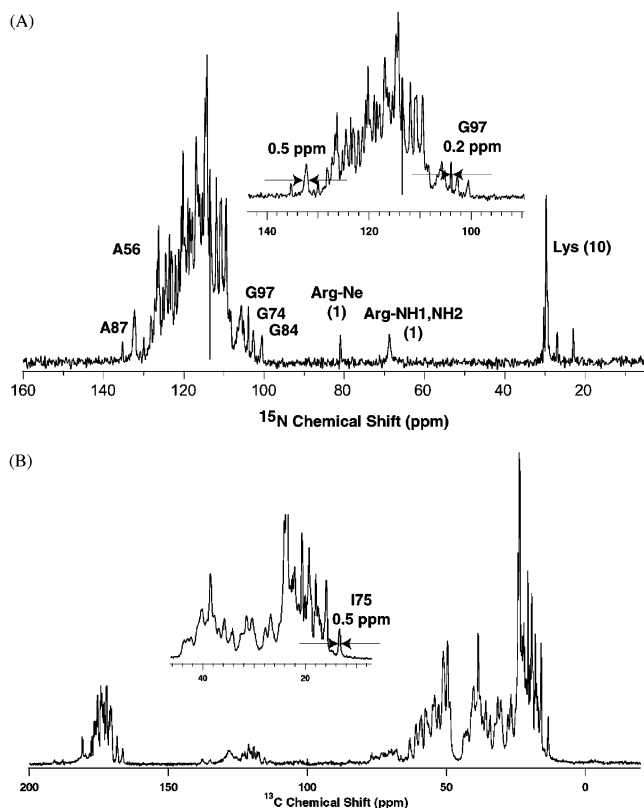 (A)
0.5 ppm
G97
0.2 ppm
140 120 100
A56
A87
G97
G74
G84
Arg-Ne
(1)
Arg-NH1,NH2
(1)
Lys (10)
160 140 120 100 80 60 40 20
15N Chemical Shift (ppm)
(B)
I75
0.5 ppm
40 20
200 150 100 50 0
13C Chemical Shift (ppm)